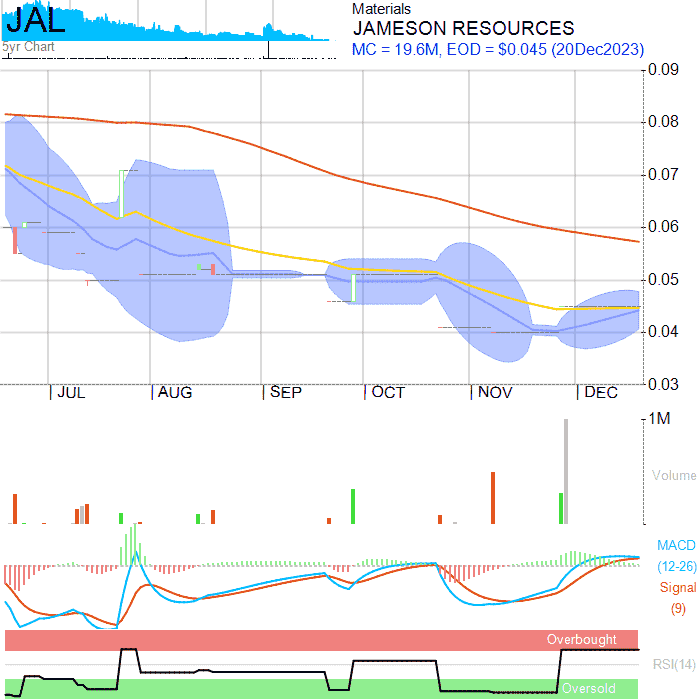 JAL
5yr Chart
Materials
JAMESON RESOURCES
MC = 19.6M, EOD = $0.045 (20Dec2023)
0.09
0.08
0.07
0.06
0.05
0.04
0.03
JUL AUG SEP OCT NOV DEC
1M
Volume
MACD
(12-26)
Signal
(9)
Overbought
RSI(14)
Oversold